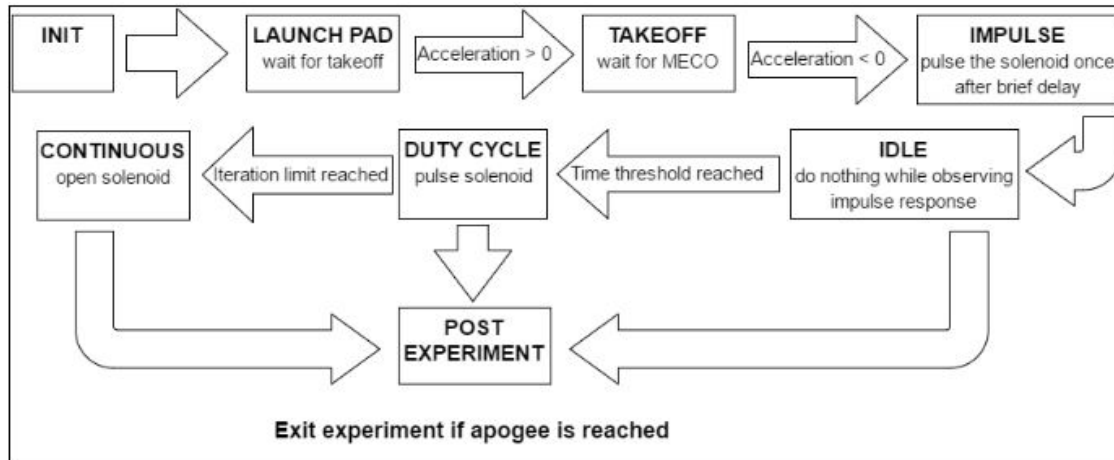 INIT
LAUNCH PAD
wait for takeoff
Acceleration > 0
TAKEOFF
wait for MECO
Acceleration < 0
IMPULSE
pulse the solenoid once
after brief delay
IDLE
do nothing while observing
impulse response
Time threshold reached
DUTY CYCLE
pulse solenoid
Iteration limit reached
CONTINUOUS
open solenoid
POST
EXPERIMENT
Exit experiment if apogee is reached